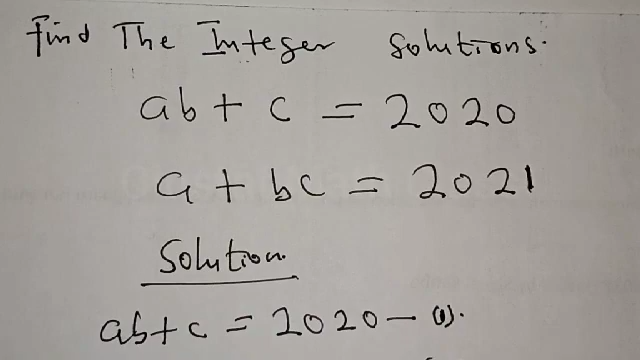 Find The Integer Solutions.
ab + c = 2020
a + bc = 2021
Solution
ab+c = 2020 — (1).